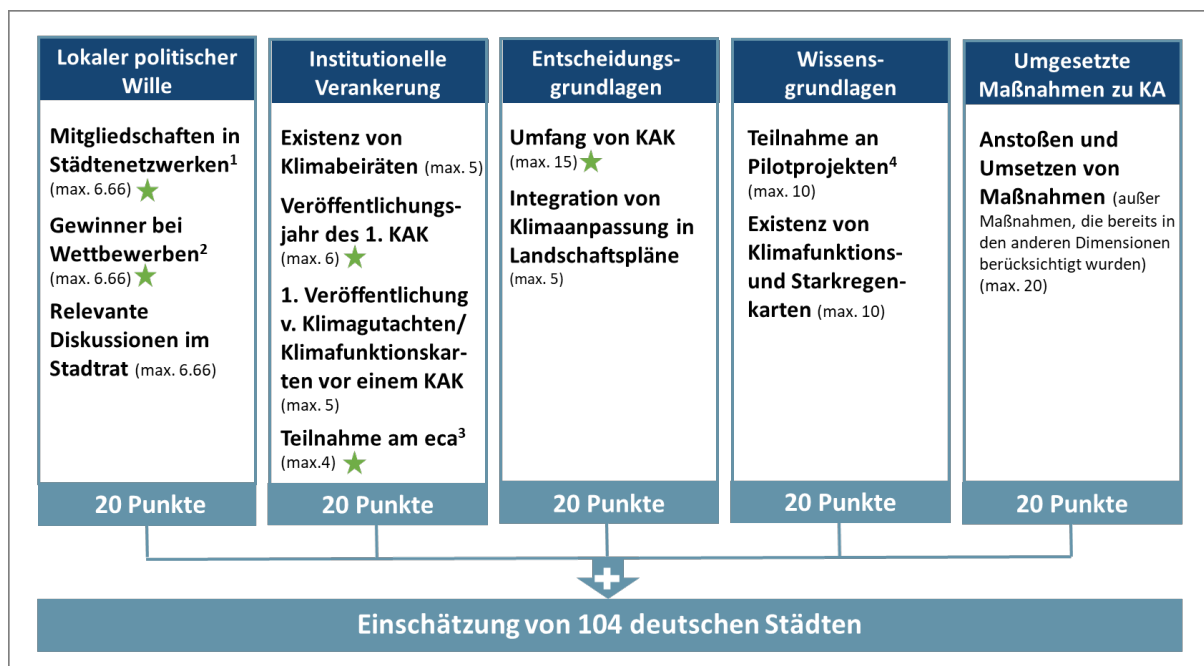 Lokaler politischer
Wille
Mitgliedschaften in
Städtenetzwerken¹
(max. 6.66)
Gewinner bei
Wettbewerben²
(max. 6.66)
Relevante
Diskussionen im
Stadtrat (max. 6.66)
20 Punkte
Institutionelle
Verankerung
Existenz von
Klimabeiräten (max. 5)
Veröffentlichungs-
jahr des 1. KAK
(max. 6)
1. Veröffentlichung
v. Klimagutachten/
Klimafunktionskar-
ten vor einem KAK
(max. 5)
Teilnahme am eca³
(max.4)
20 Punkte
Entscheidungs-
grundlagen
Umfang von KAK
(max. 15)
Integration von
Klimaanpassung in
Landschaftspläne
(max. 5)
20 Punkte
Wissens-
grundlagen
Teilnahme an
Pilotprojekten⁴
(max. 10)
Existenz von
Klimafunktions-
und Starkregen-
karten (max. 10)
20 Punkte
Umgesetzte
Maßnahmen zu KA
Anstoßen und
Umsetzen von
Maßnahmen (außer
Maßnahmen, die bereits in
den anderen Dimensionen
berücksichtigt wurden)
(max. 20)
20 Punkte
Einschätzung von 104 deutschen Städten